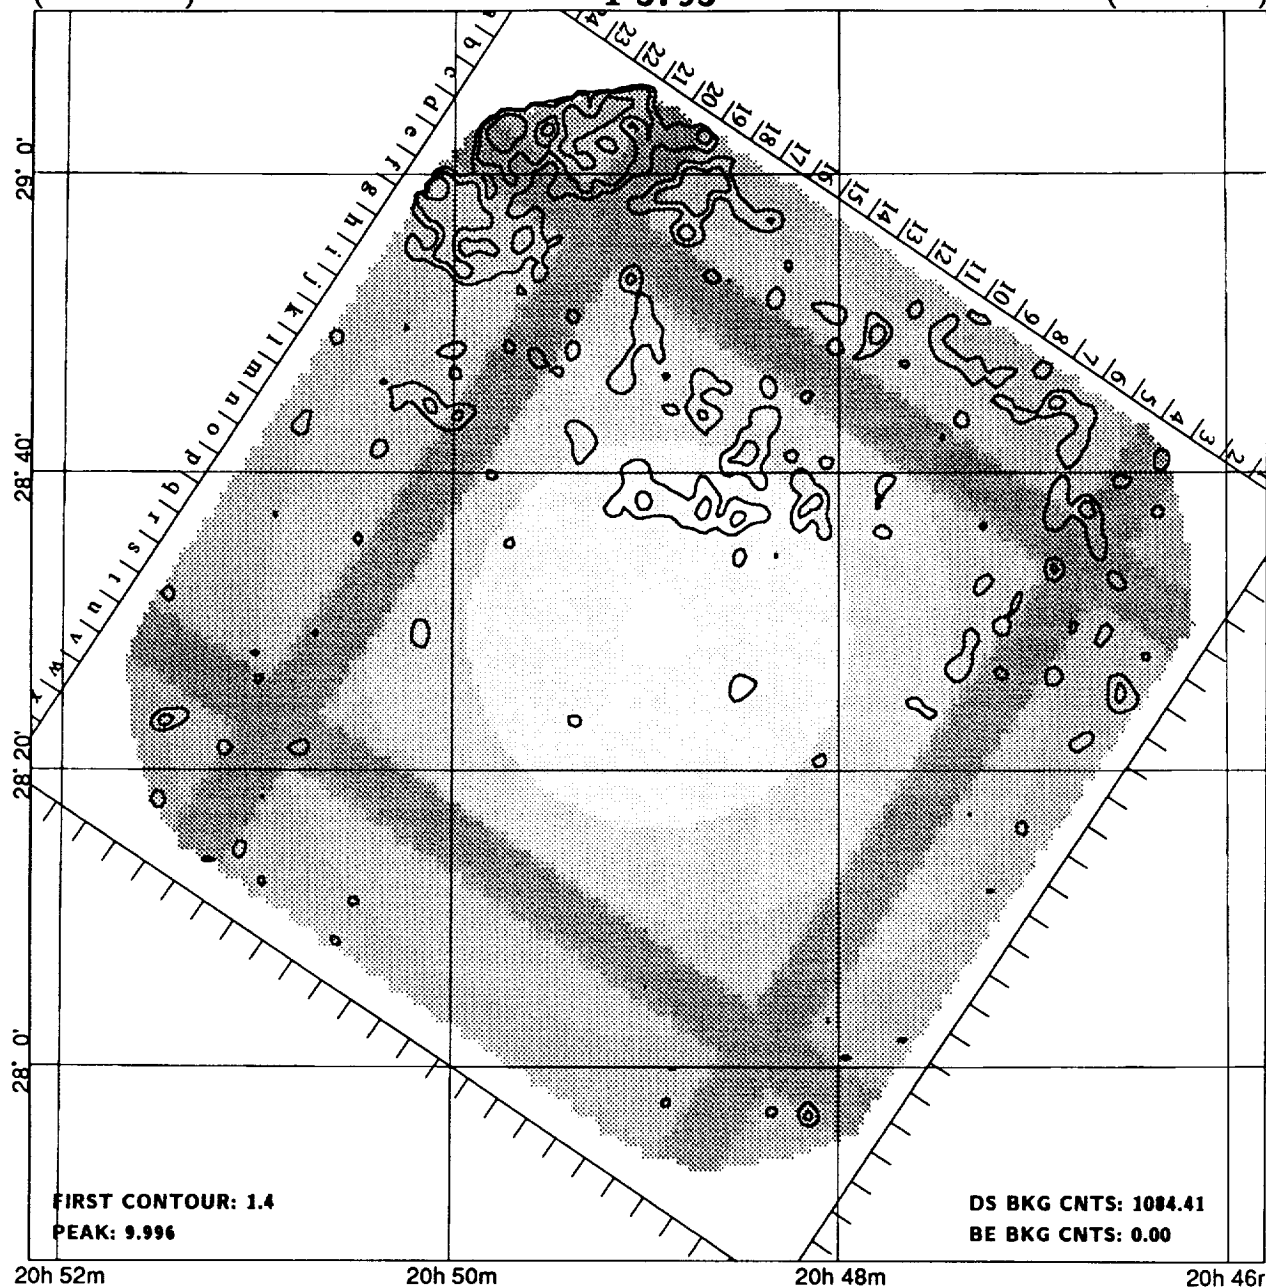 24 23 22 21 20 19 18 17 16 15 14 13 12 11 10 9 8 7 6 5 4 3 2
b c d e f g h i j k l m n o p q r s t u v w x
29° 0'
28° 40'
28° 20'
28° 0'
FIRST CONTOUR: 1.4
PEAK: 9.996
DS BKG CNTS: 1084.41
BE BKG CNTS: 0.00
20h 52m
20h 50m
20h 48m
20h 46m